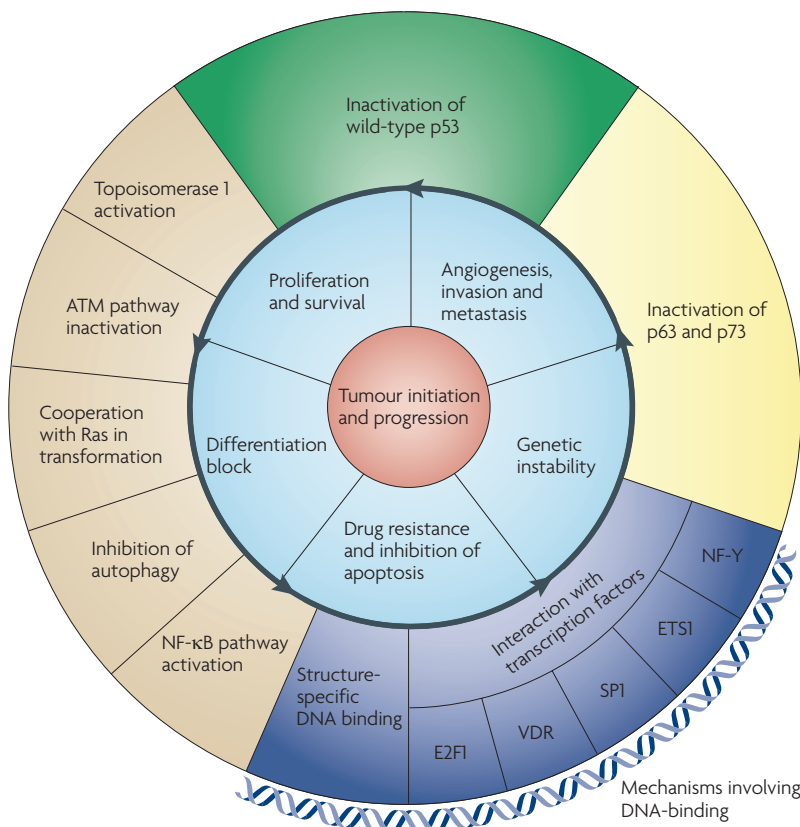 Inactivation of
wild-type p53
Topoisomerase 1
activation
Proliferation
and survival
Angiogenesis,
invasion and
metastasis
ATM pathway
inactivation
Inactivation of
p63 and p73
Tumour initiation
and progression
Cooperation
with Ras in
transformation
Differentiation
block
Genetic
instability
Drug resistance
and inhibition of
apoptosis
Inhibition of
autophagy
NF-κB pathway
activation
Structure-
specific
DNA binding
Interaction with
transcription factors
NF-Y
ETS1
SP1
VDR
E2F1
Mechanisms involving
DNA-binding